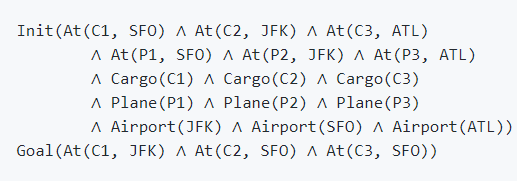 Init(At(C1, SFO) ∧ At(C2, JFK) ∧ At(C3, ATL)
∧ At(P1, SFO) ∧ At(P2, JFK) ∧ At(P3, ATL)
∧ Cargo(C1) ∧ Cargo(C2) ∧ Cargo(C3)
∧ Plane(P1) ∧ Plane(P2) ∧ Plane(P3)
∧ Airport(JFK) ∧ Airport(SFO) ∧ Airport(ATL))
Goal(At(C1, JFK) ∧ At(C2, SFO) ∧ At(C3, SFO))